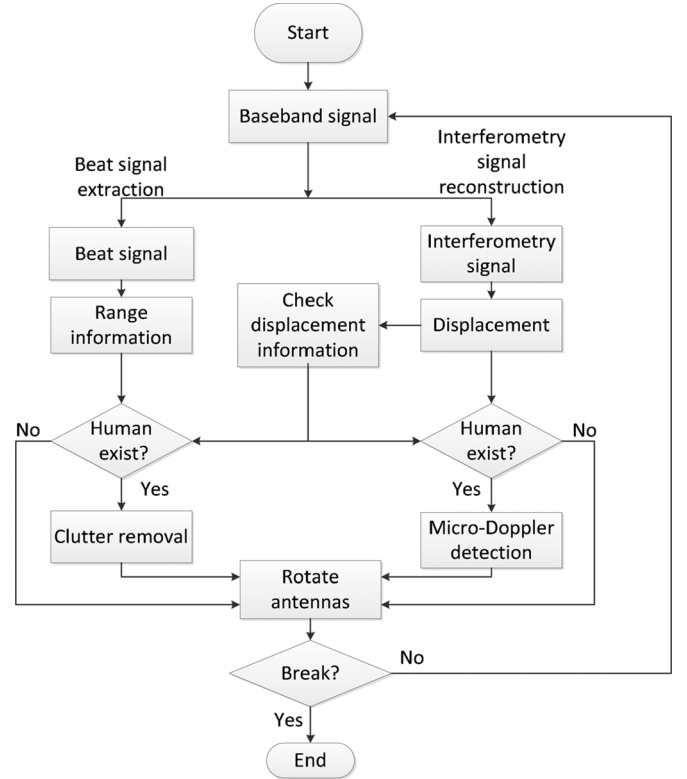 Start
Baseband signal
Beat signal
extraction
Interferometry
signal
reconstruction
Beat signal
Interferometry
signal
Range
information
Check
displacement
information
Displacement
No
Human
exist?
Human
exist?
No
Yes
Yes
Clutter removal
Micro-Doppler
detection
Rotate
antennas
Break?
No
Yes
End